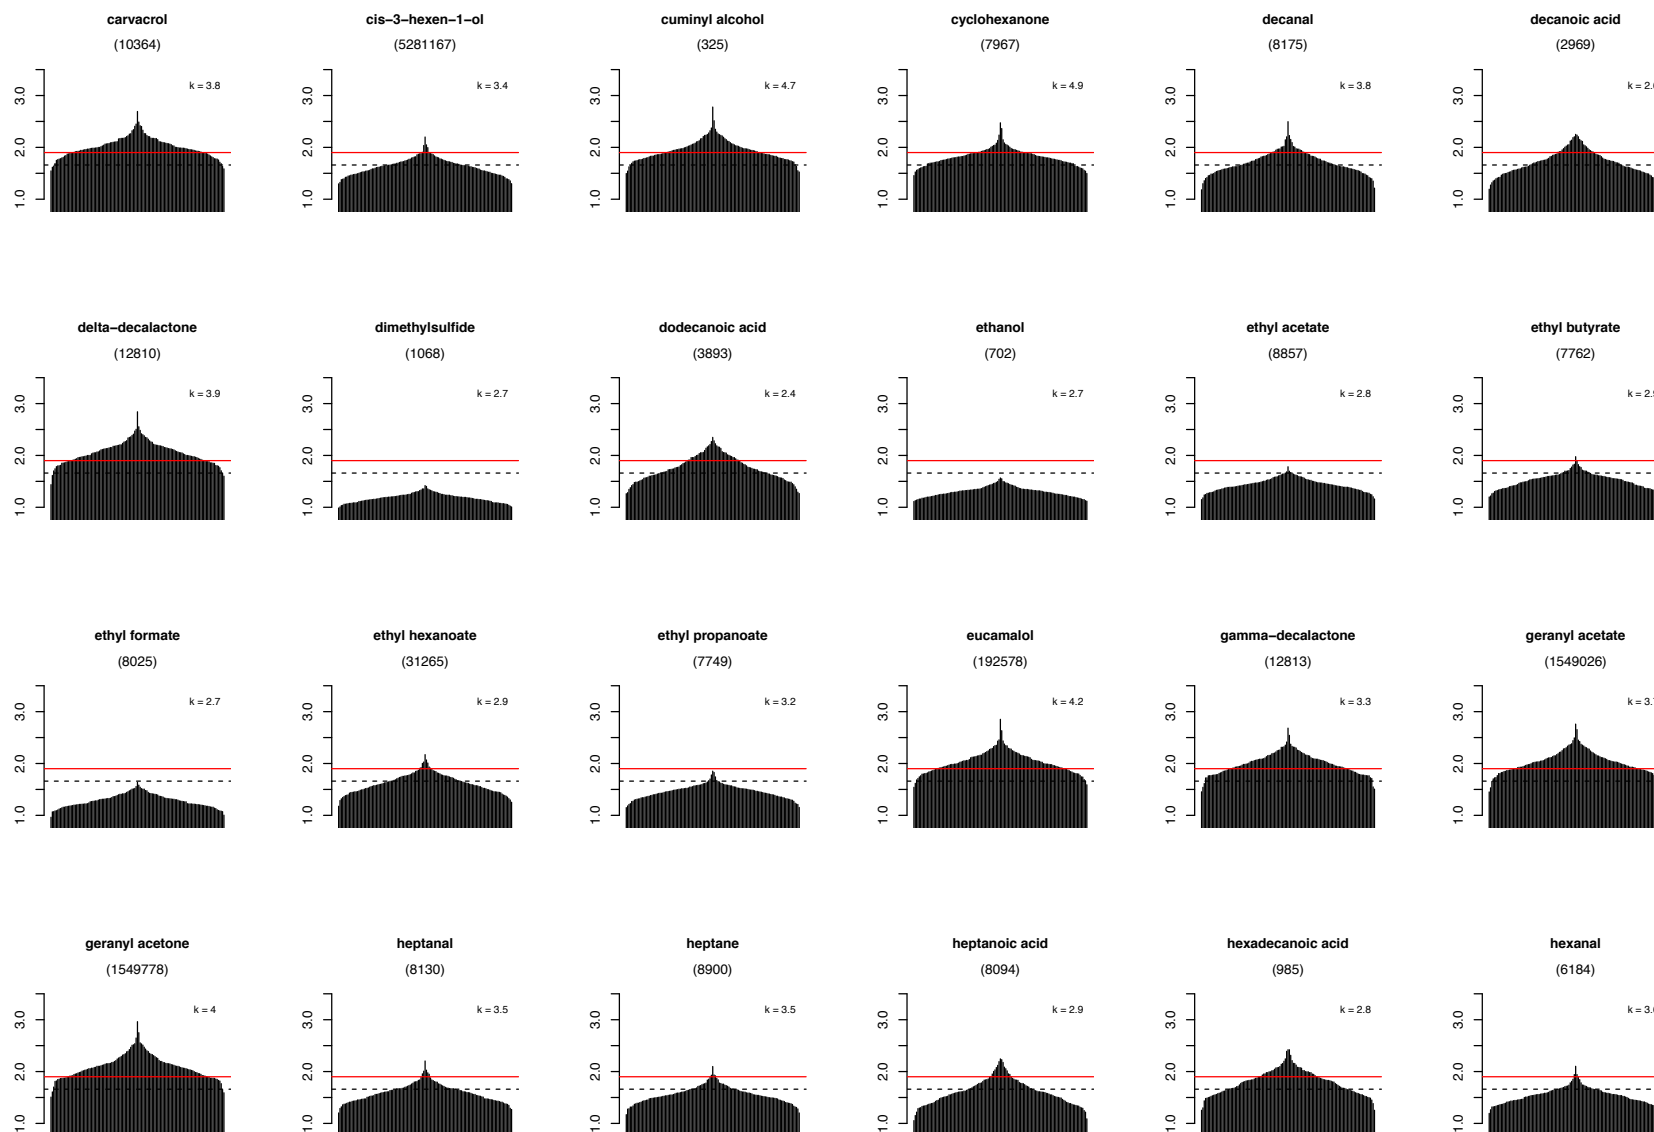 carvacrol cis−3−hexen−1−ol cuminyl alcohol cyclohexanone decanal decanoic acid
(10364) (5281167) (325) (7967) (8175) (2969)
k = 3.8 k = 3.4 k = 4.7 k = 4.9 k = 3.8 k = 2.
3.0 3.0 3.0 3.0 3.0 3.0
2.0 2.0 2.0 2.0 2.0 2.0
1.0 1.0 1.0 1.0 1.0 1.0
delta−decalactone dimethylsulfide dodecanoic acid ethanol ethyl acetate ethyl butyrate
(12810) (1068) (3893) (702) (8857) (7762)
k = 3.9 k = 2.7 k = 2.4 k = 2.7 k = 2.8 k = 2.9
3.0 3.0 3.0 3.0 3.0 3.0
2.0 2.0 2.0 2.0 2.0 2.0
1.0 1.0 1.0 1.0 1.0 1.0
ethyl formate ethyl hexanoate ethyl propanoate eucamalol gamma−decalactone geranyl acetate
(8025) (31265) (7749) (192578) (12813) (1549026)
k = 2.7 k = 2.9 k = 3.2 k = 4.2 k = 3.3 k = 3.7
3.0 3.0 3.0 3.0 3.0 3.0
2.0 2.0 2.0 2.0 2.0 2.0
1.0 1.0 1.0 1.0 1.0 1.0
geranyl acetone heptanal heptane heptanoic acid hexadecanoic acid hexanal
(1549778) (8130) (8900) (8094) (985) (6184)
k = 4 k = 3.5 k = 3.5 k = 2.9 k = 2.8 k = 3.
3.0 3.0 3.0 3.0 3.0 3.0
2.0 2.0 2.0 2.0 2.0 2.0
1.0 1.0 1.0 1.0 1.0 1.0